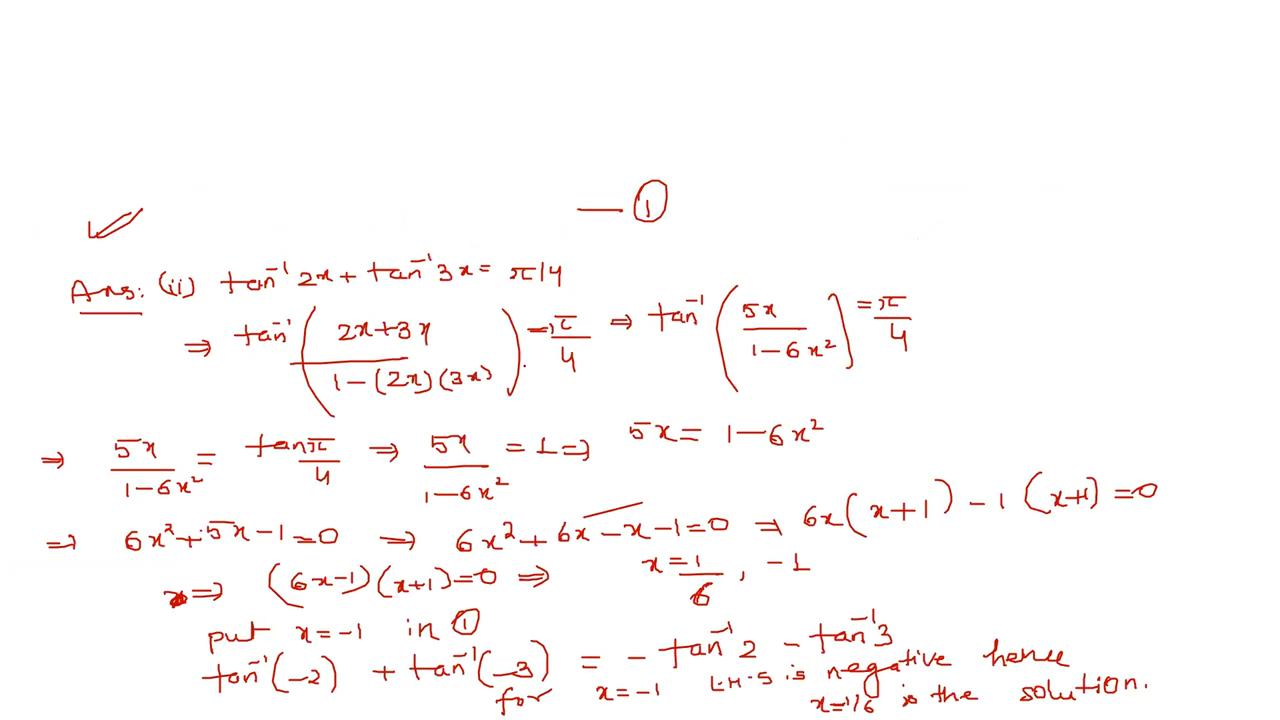 — ①
Ans: (ii) tan⁻¹ 2x + tan⁻¹ 3x = π/4
⇒ tan⁻¹ ( (2x+3x) / (1-(2x)(3x)) ) = π/4 ⇒ tan⁻¹ ( 5x / (1-6x²) ) = π/4
⇒ 5x / (1-6x²) = tan π/4 ⇒ 5x / (1-6x²) = 1 ⇒ 5x = 1-6x²
⇒ 6x²+5x-1=0 ⇒ 6x²+6x-x-1=0 ⇒ 6x(x+1)-1(x+1)=0
⇒ (6x-1)(x+1)=0 ⇒ x=1/6, -1
put x=-1 in ①
tan⁻¹(-2) + tan⁻¹(-3) = - tan⁻¹ 2 - tan⁻¹ 3
for x=-1 L.H.S is negative hence
x=1/6 is the solution.